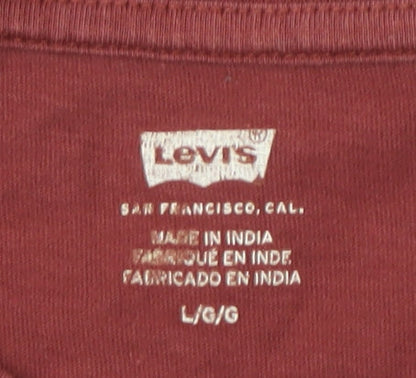 Levi's ®
SAN FRANCISCO, CAL.
MADE IN INDIA
FABRIQUÉ EN INDE
FABRICADO EN INDIA
L/G/G